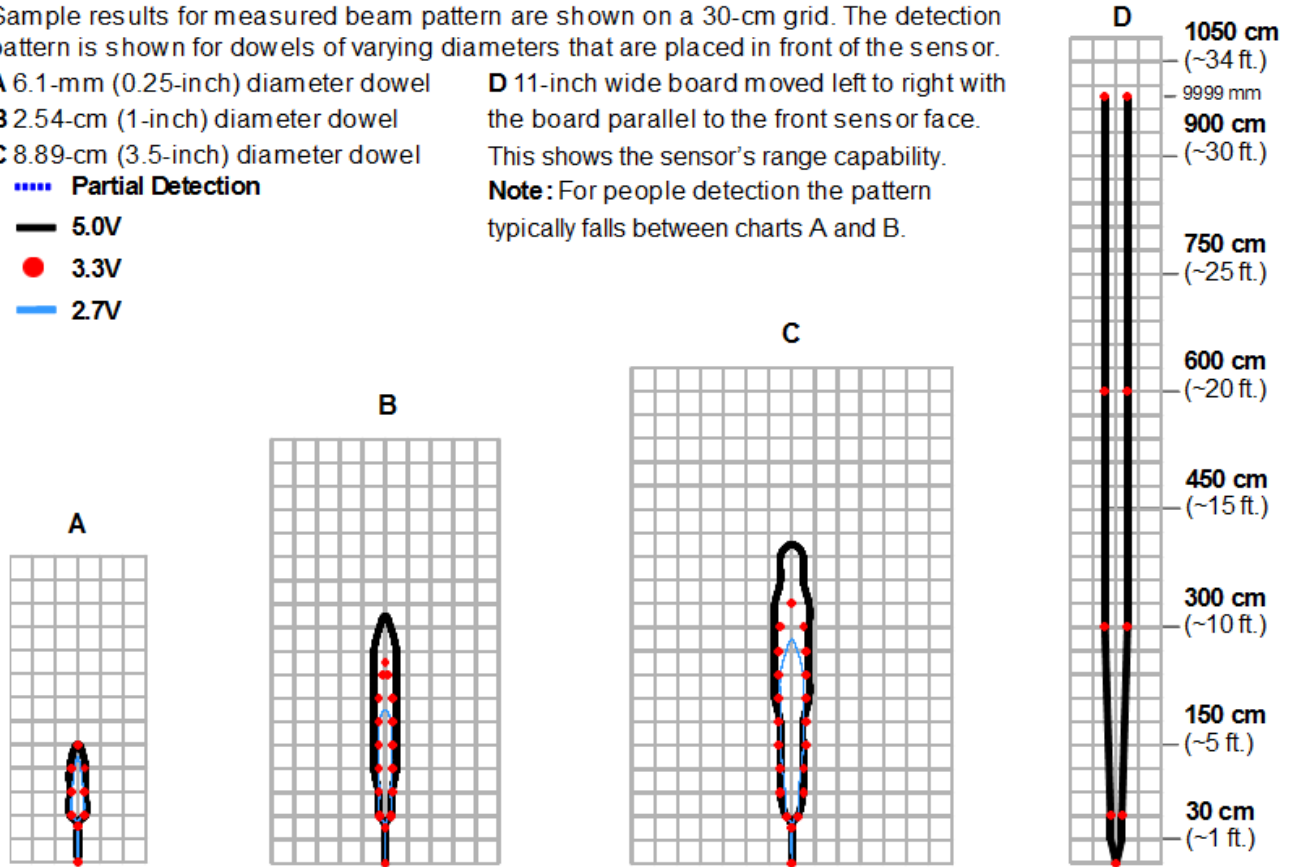 Sample results for measured beam pattern are shown on a 30-cm grid. The detection
pattern is shown for dowels of varying diameters that are placed in front of the sensor.
A 6.1-mm (0.25-inch) diameter dowel
B 2.54-cm (1-inch) diameter dowel
C 8.89-cm (3.5-inch) diameter dowel
Partial Detection
5.0V
3.3V
2.7V
D 11-inch wide board moved left to right with
the board parallel to the front sensor face.
This shows the sensor's range capability.
Note: For people detection the pattern
typically falls between charts A and B.
A
B
C
D
1050 cm
(~34 ft.)
9999 mm
900 cm
(~30 ft.)
750 cm
(~25 ft.)
600 cm
(~20 ft.)
450 cm
(~15 ft.)
300 cm
(~10 ft.)
150 cm
(~5 ft.)
30 cm
(~1 ft.)